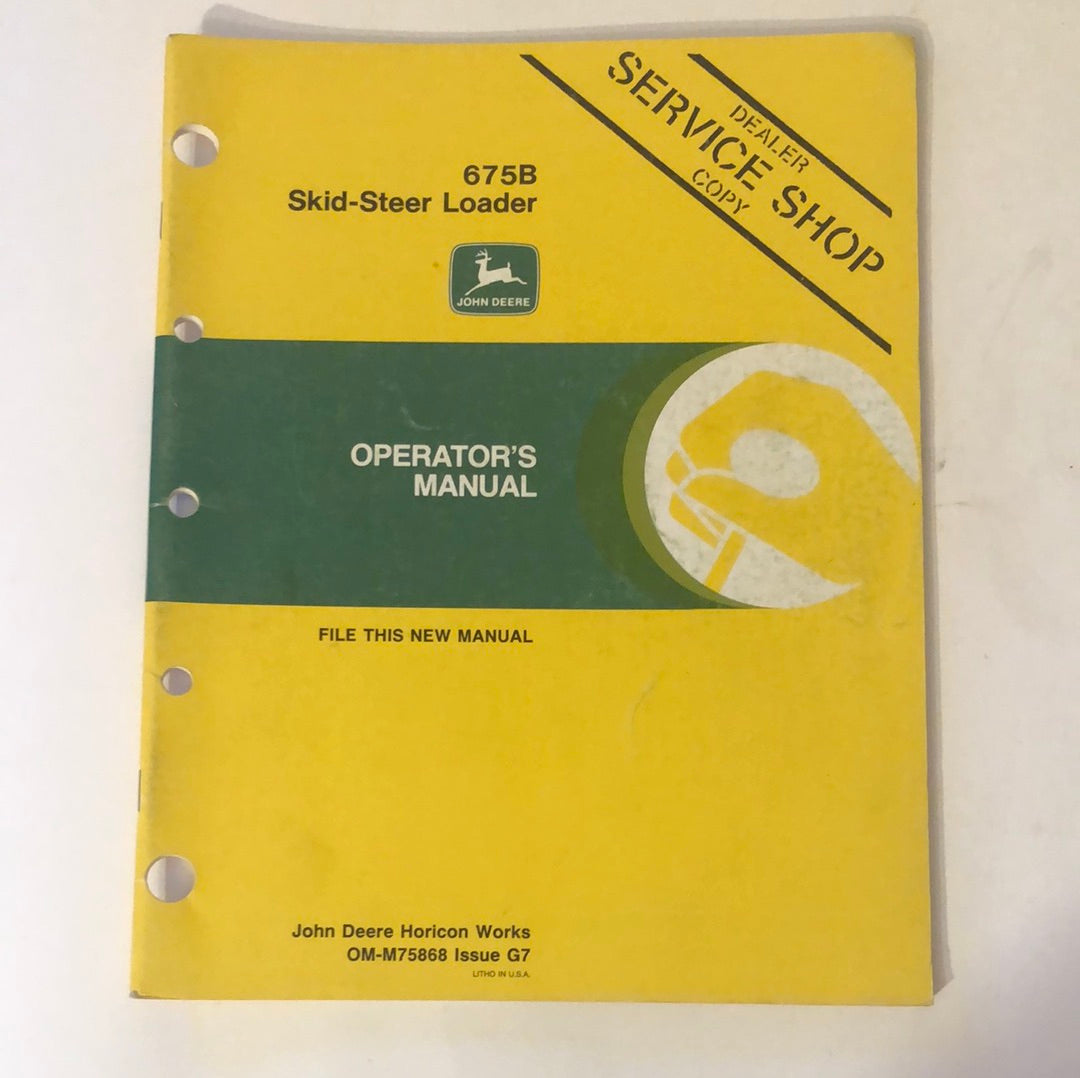 DEALER
SERVICE SHOP
COPY
675B
Skid-Steer Loader
JOHN DEERE
OPERATOR'S
MANUAL
FILE THIS NEW MANUAL
John Deere Horicon Works
OM-M75868 Issue G7
LITHO IN U.S.A.